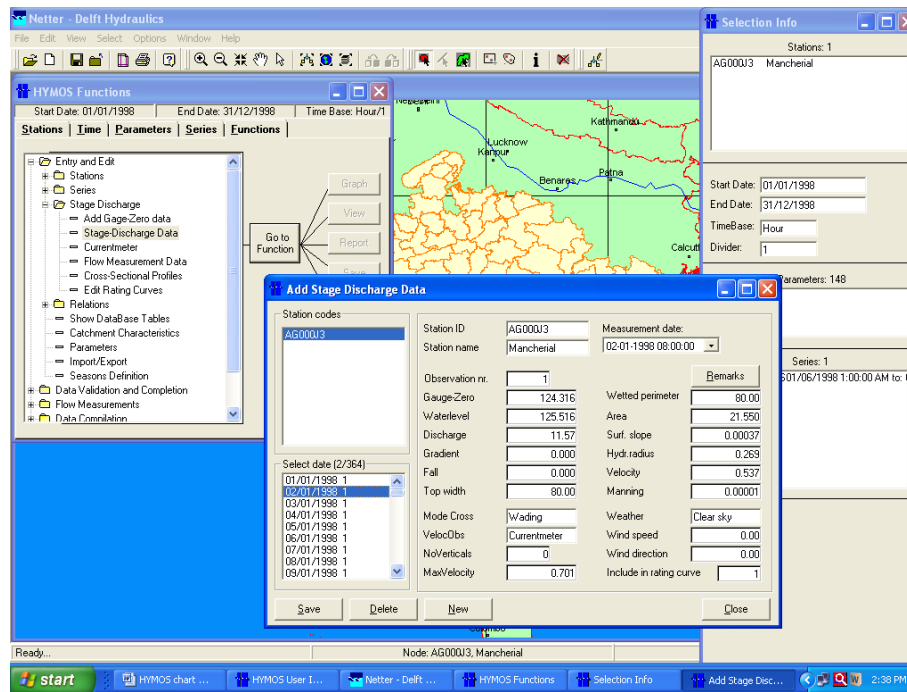 Netter - Delft Hydraulics
File Edit View Select Options Window Help
HYMOS Functions
Start Date: 01/01/1998 End Date: 31/12/1998 Time Base: Hour/1
Stations Time Parameters Series Functions
Entry and Edit
Stations
Series
Stage Discharge
Add Gage-Zero data
Stage-Discharge Data
Currentmeter
Flow Measurement Data
Cross-Sectional Profiles
Edit Rating Curves
Relations
Show DataBase Tables
Catchment Characteristics
Parameters
Import/Export
Seasons Definition
Data Validation and Completion
Flow Measurements
Data Compilation
Go to
Function
Graph
View
Report
Save
Kathmandu
Lucknow
Kanpur
Benares
Patna
Selection Info
Stations: 1
AG000J3 Mancherial
Start Date: 01/01/1998
End Date: 31/12/1998
TimeBase: Hour
Divider: 1
Parameters: 148
Series: 1
S01/06/1998 1:00:00 AM to:
Add Stage Discharge Data
Station codes
AG000J3
Select date (2/364)
01/01/1998 1
02/01/1998 1
03/01/1998 1
04/01/1998 1
05/01/1998 1
06/01/1998 1
07/01/1998 1
08/01/1998 1
09/01/1998 1
Station ID AG000J3 Measurement date:
Station name Mancherial 02-01-1998 08:00:00
Observation nr. 1 Remarks
Gauge-Zero 124.316 Wetted perimeter 80.00
Waterlevel 125.516 Area 21.550
Discharge 11.57 Surf. slope 0.00037
Gradient 0.000 Hydr.radius 0.269
Fall 0.000 Velocity 0.537
Top width 80.00 Manning 0.00001
Mode Cross Wading Weather Clear sky
VelocObs Currentmeter Wind speed 0.00
NoVerticals 0 Wind direction 0.00
MaxVelocity 0.701 Include in rating curve 1
Save Delete New Close
Ready... Node: AG000J3, Mancherial
start HYMOS chart ... HYMOS User I... Netter - Delft ... HYMOS Functions Selection Info Add Stage Disc... 2:38 PM